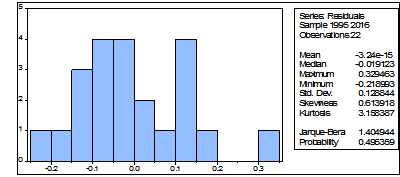 5
4
3
2
1
0
-0.2 -0.1 0.0 0.1 0.2 0.3
Series: Residuals
Sample 1995 2016
Observations 22
Mean -3.24e-15
Median -0.019123
Maximum 0.329463
Minimum -0.218993
Std. Dev. 0.128844
Skewness 0.613918
Kurtosis 3.158387
Jarque-Bera 1.404944
Probability 0.495359